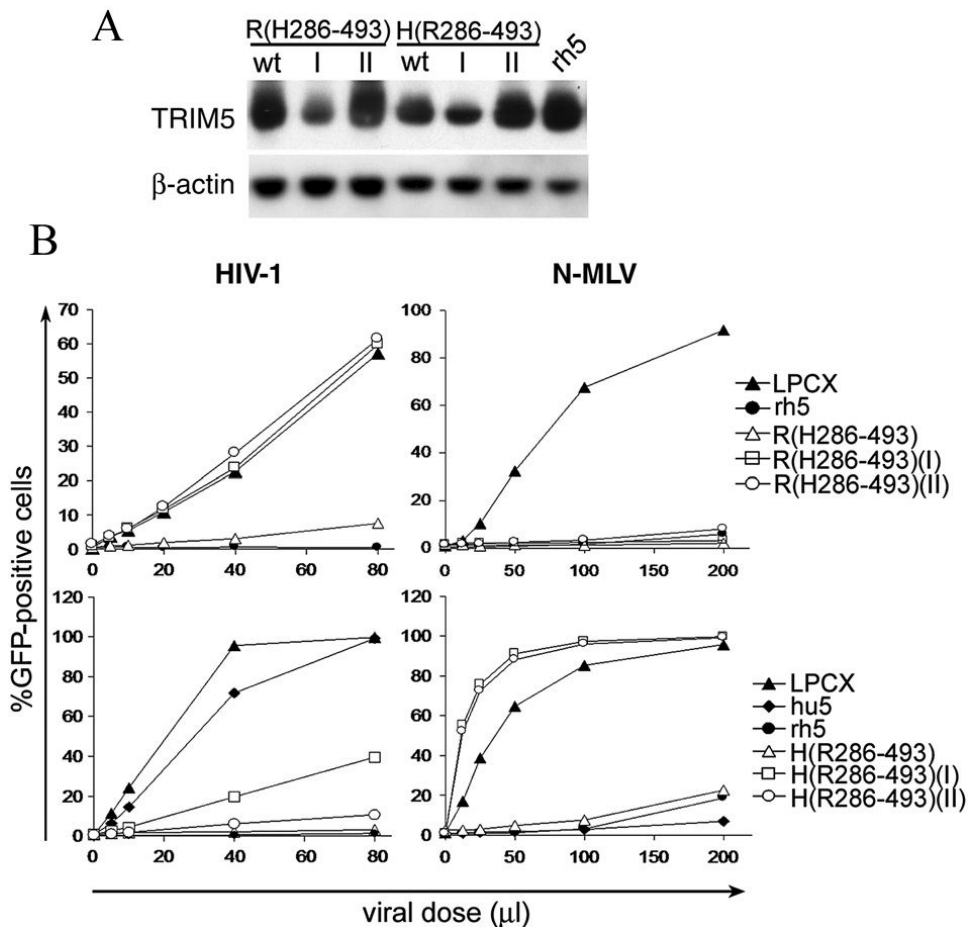 A
R(H286-493) H(R286-493) rh5
wt I II wt I II
TRIM5
β-actin
B
HIV-1 N-MLV
%GFP-positive cells
70
60
50
40
30
20
10
0
0 20 40 60 80
100
80
60
40
20
0
0 50 100 150 200
LPCX
rh5
R(H286-493)
R(H286-493)(I)
R(H286-493)(II)
120
100
80
60
40
20
0
0 20 40 60 80
120
100
80
60
40
20
0
0 50 100 150 200
LPCX
hu5
rh5
H(R286-493)
H(R286-493)(I)
H(R286-493)(II)
viral dose (μl)